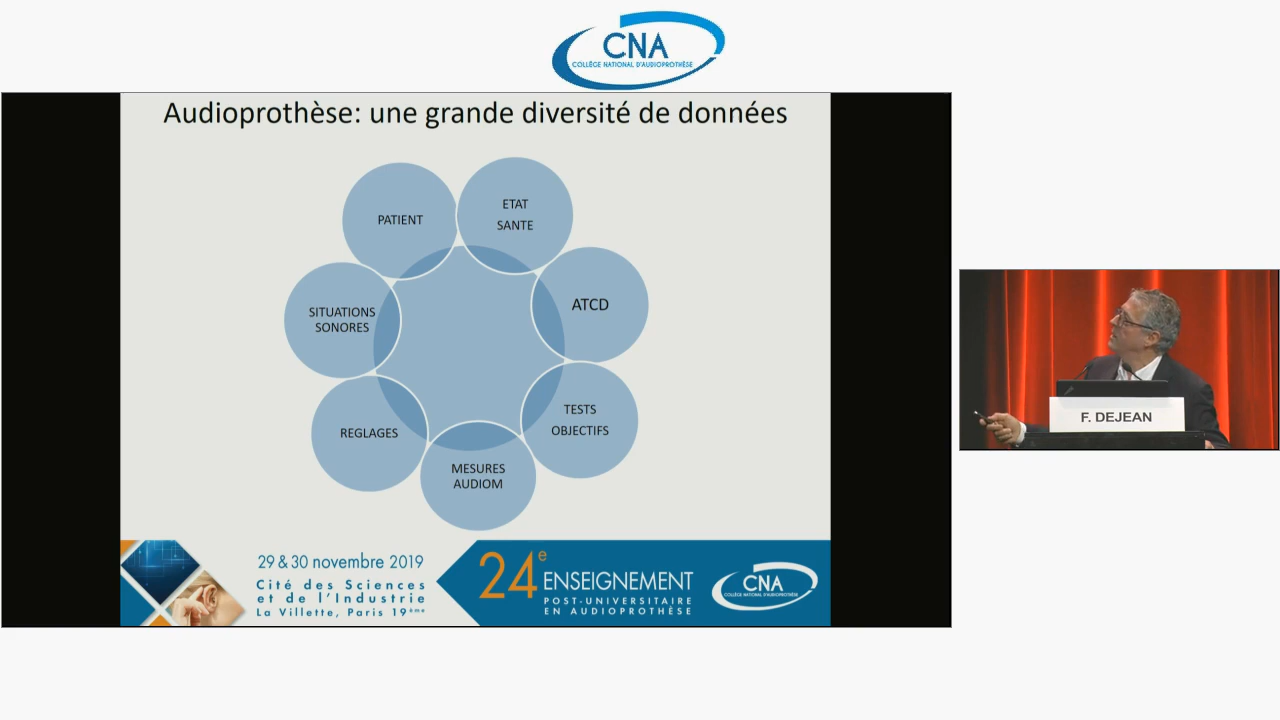 CNA
COLLÈGE NATIONAL D'AUDIOPROTHÈSE
Audioprothèse: une grande diversité de données
PATIENT
ETAT
SANTE
ATCD
TESTS
OBJECTIFS
MESURES
AUDIOM
REGLAGES
SITUATIONS
SONORES
29 & 30 novembre 2019
Cité des Sciences
et de l'Industrie
La Villette, Paris 19ème
24e
ENSEIGNEMENT
POST-UNIVERSITAIRE
EN AUDIOPROTHÈSE
CNA
COLLÈGE NATIONAL D'AUDIOPROTHÈSE
F. DEJEAN